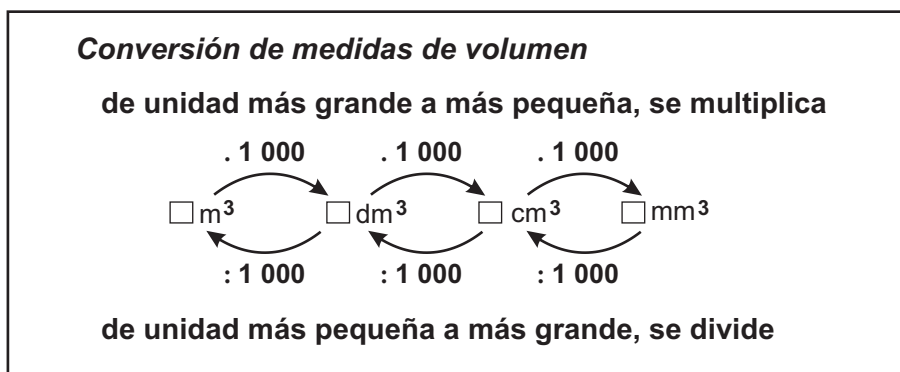 Conversión de medidas de volumen
de unidad más grande a más pequeña, se multiplica
. 1 000 . 1 000 . 1 000
□ m³ □ dm³ □ cm³ □ mm³
: 1 000 : 1 000 : 1 000
de unidad más pequeña a más grande, se divide